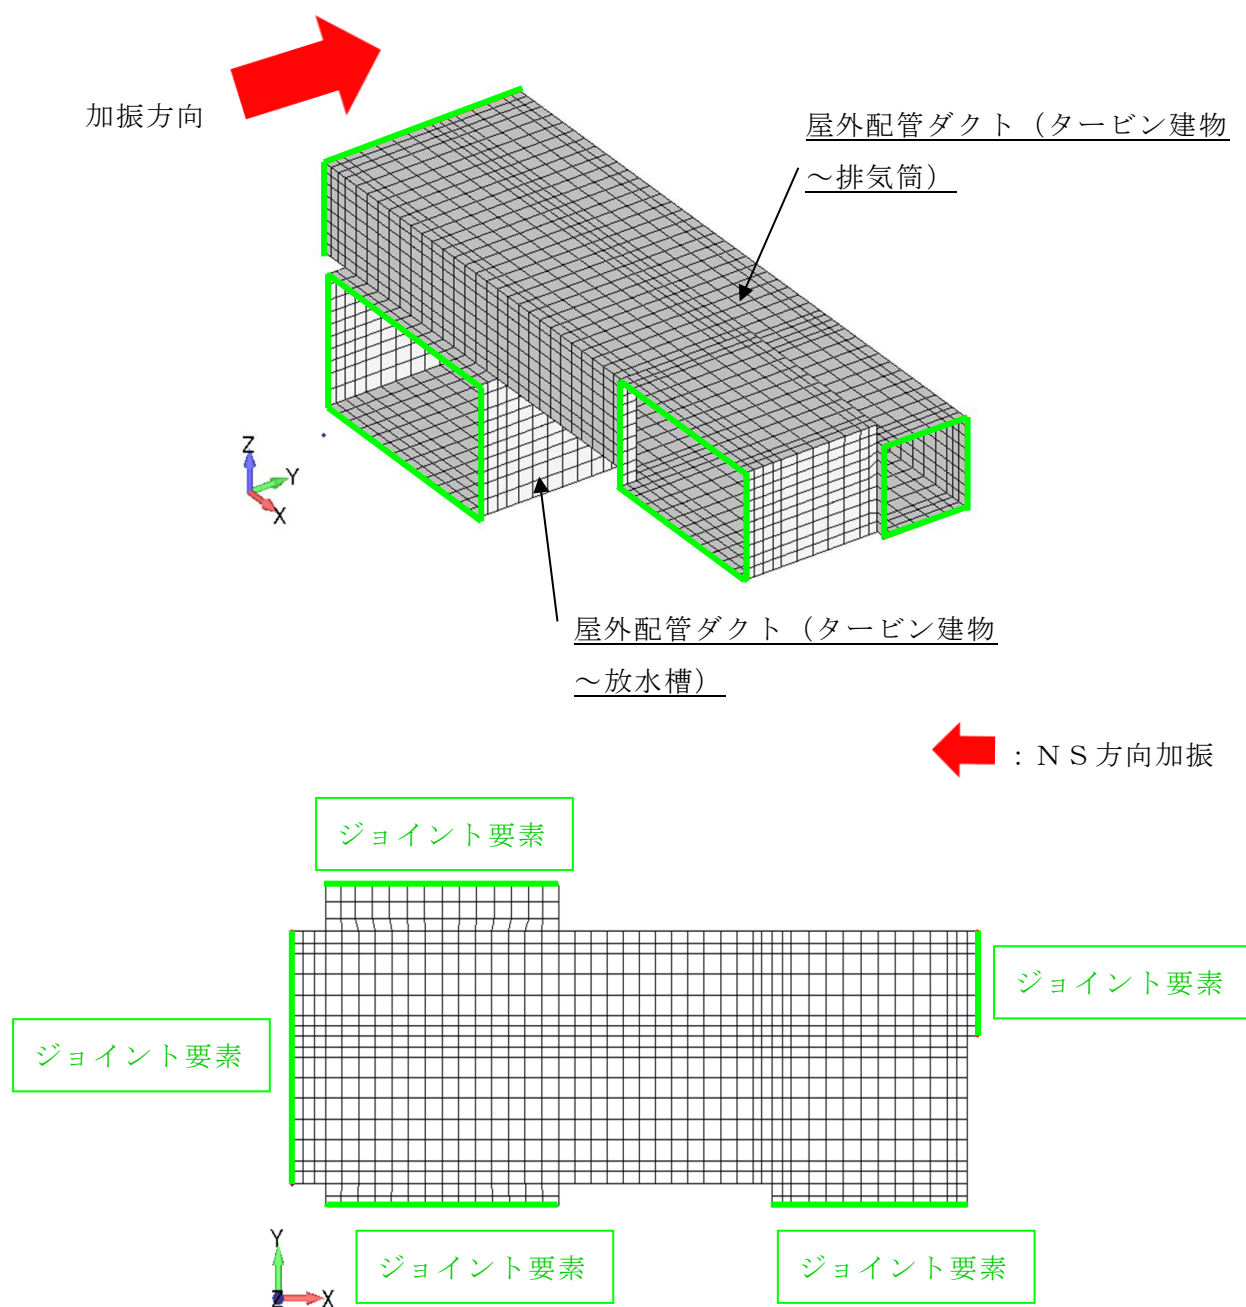 加振方向
屋外配管ダクト（タービン建物
～排気筒）
Z
Y
X
屋外配管ダクト（タービン建物
～放水槽）
：ＮＳ方向加振
ジョイント要素
ジョイント要素
ジョイント要素
Y
ジョイント要素
ジョイント要素
Z
X